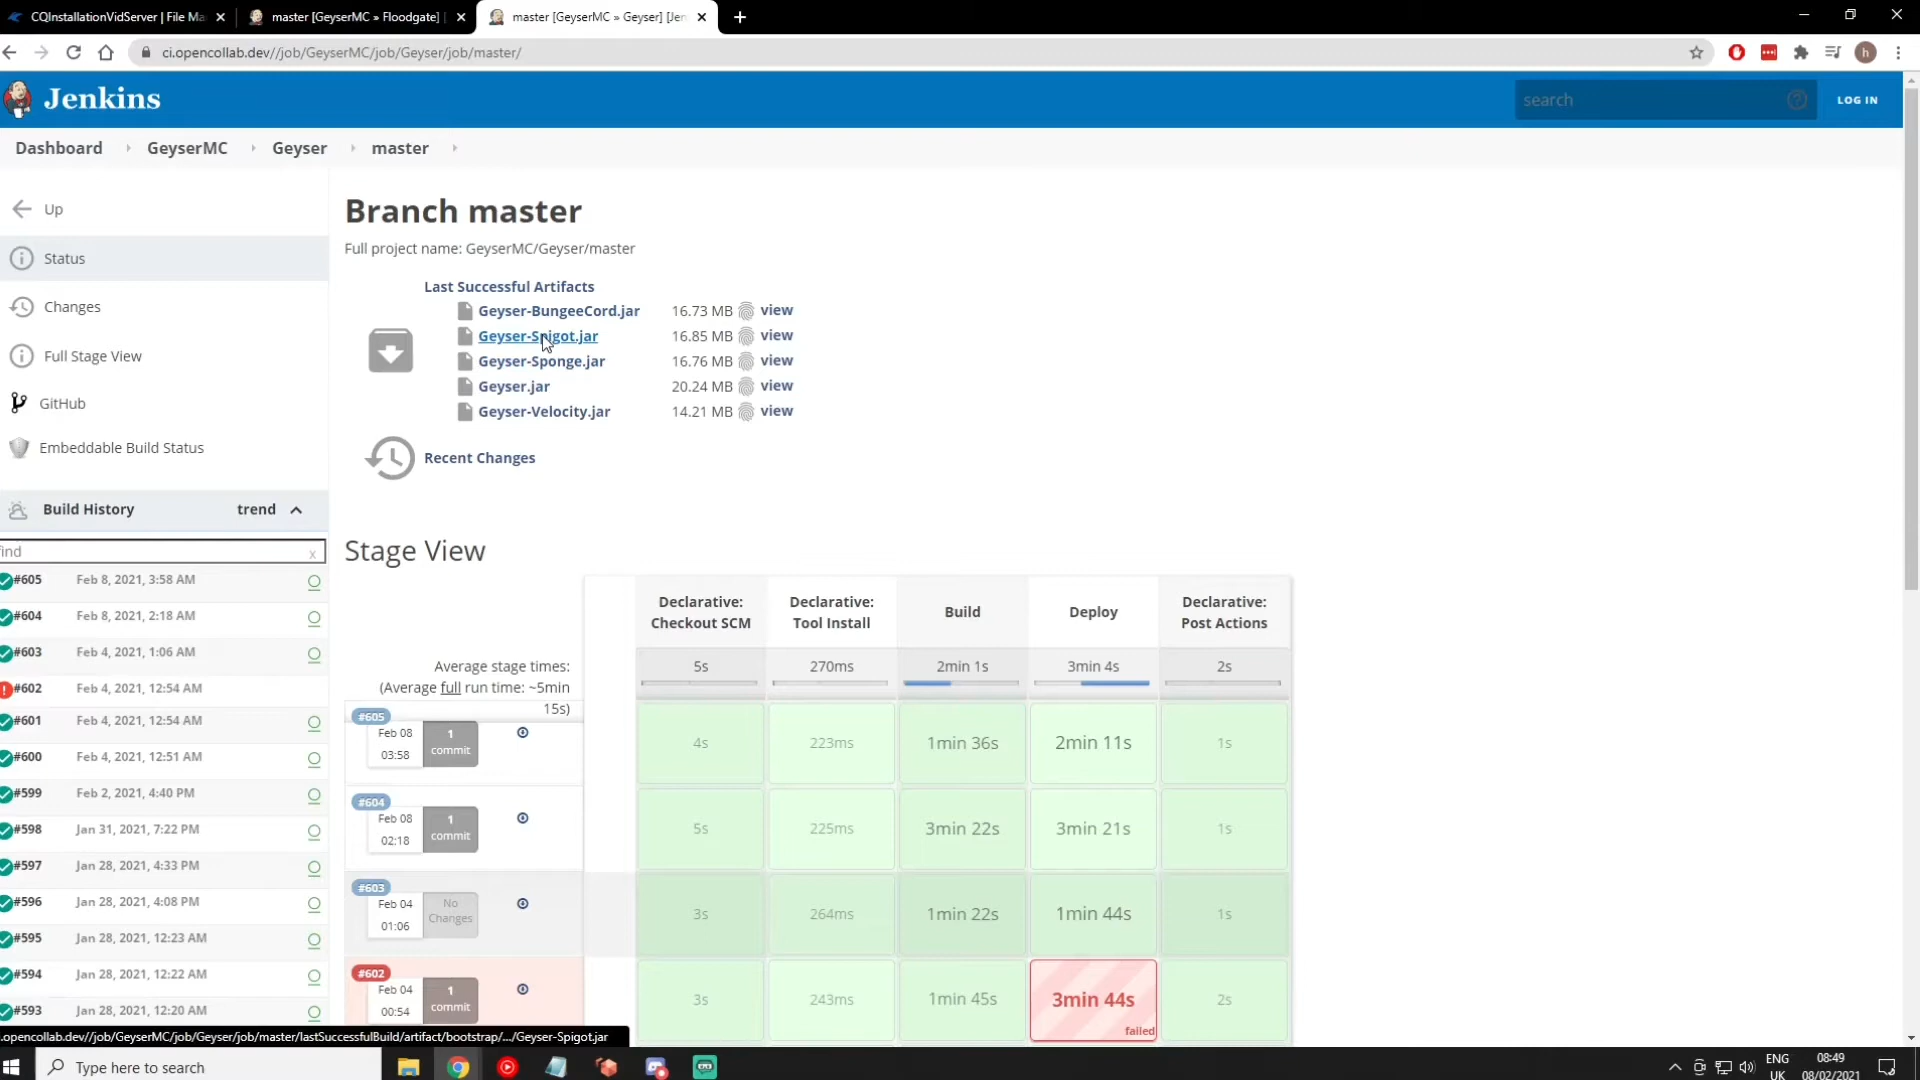 CQInstallationVidServer | File Ma
master [GeyserMC » Floodgate] [
master [GeyserMC » Geyser] [Jen
ci.opencollab.dev//job/GeyserMC/job/Geyser/job/master/
h
Jenkins
search
LOG IN
Dashboard
GeyserMC
Geyser
master
Up
Status
Changes
Full Stage View
GitHub
Embeddable Build Status
Branch master
Full project name: GeyserMC/Geyser/master
Last Successful Artifacts
Geyser-BungeeCord.jar 16.73 MB view
Geyser-Spigot.jar 16.85 MB view
Geyser-Sponge.jar 16.76 MB view
Geyser.jar 20.24 MB view
Geyser-Velocity.jar 14.21 MB view
Recent Changes
Build History trend
find x
#605 Feb 8, 2021, 3:58 AM
#604 Feb 8, 2021, 2:18 AM
#603 Feb 4, 2021, 1:06 AM
#602 Feb 4, 2021, 12:54 AM
#601 Feb 4, 2021, 12:54 AM
#600 Feb 4, 2021, 12:51 AM
#599 Feb 2, 2021, 4:40 PM
#598 Jan 31, 2021, 7:22 PM
#597 Jan 28, 2021, 4:33 PM
#596 Jan 28, 2021, 4:08 PM
#595 Jan 28, 2021, 12:23 AM
#594 Jan 28, 2021, 12:22 AM
#593 Jan 28, 2021, 12:20 AM
Stage View
Declarative: Declarative: Build Deploy Declarative:
Checkout SCM Tool Install Post Actions
Average stage times: 5s 270ms 2min 1s 3min 4s 2s
(Average full run time: ~5min
15s)
#605
Feb 08 1
03:58 commit
4s 223ms 1min 36s 2min 11s 1s
#604
Feb 08 1
02:18 commit
5s 225ms 3min 22s 3min 21s 1s
#603
Feb 04 No
01:06 Changes
3s 264ms 1min 22s 1min 44s 1s
#602
Feb 04 1
00:54 commit
3s 243ms 1min 45s 3min 44s 2s
failed
.opencollab.dev//job/GeyserMC/job/Geyser/job/master/lastSuccessfulBuild/artifact/bootstrap/.../Geyser-Spigot.jar
Type here to search
ENG
UK
08:49
08/02/2021